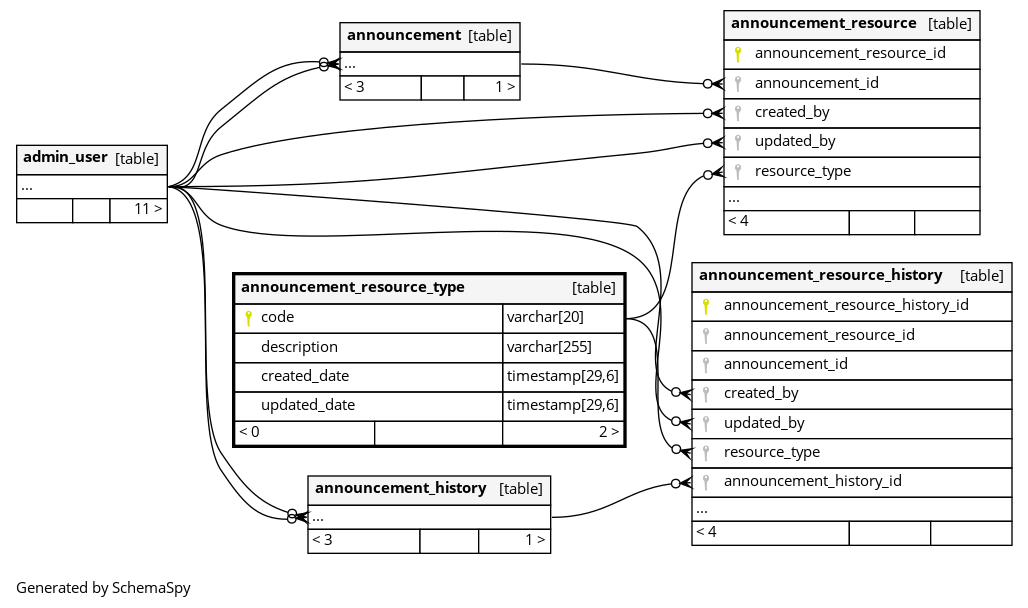 announcement [table]
...
< 3 1 >
announcement_resource [table]
announcement_resource_id
announcement_id
created_by
updated_by
resource_type
...
< 4
admin_user [table]
...
11 >
announcement_resource_type [table]
code varchar[20]
description varchar[255]
created_date timestamp[29,6]
updated_date timestamp[29,6]
< 0 2 >
announcement_resource_history [table]
announcement_resource_history_id
announcement_resource_id
announcement_id
created_by
updated_by
resource_type
announcement_history_id
...
< 4
announcement_history [table]
...
< 3 1 >
Generated by SchemaSpy